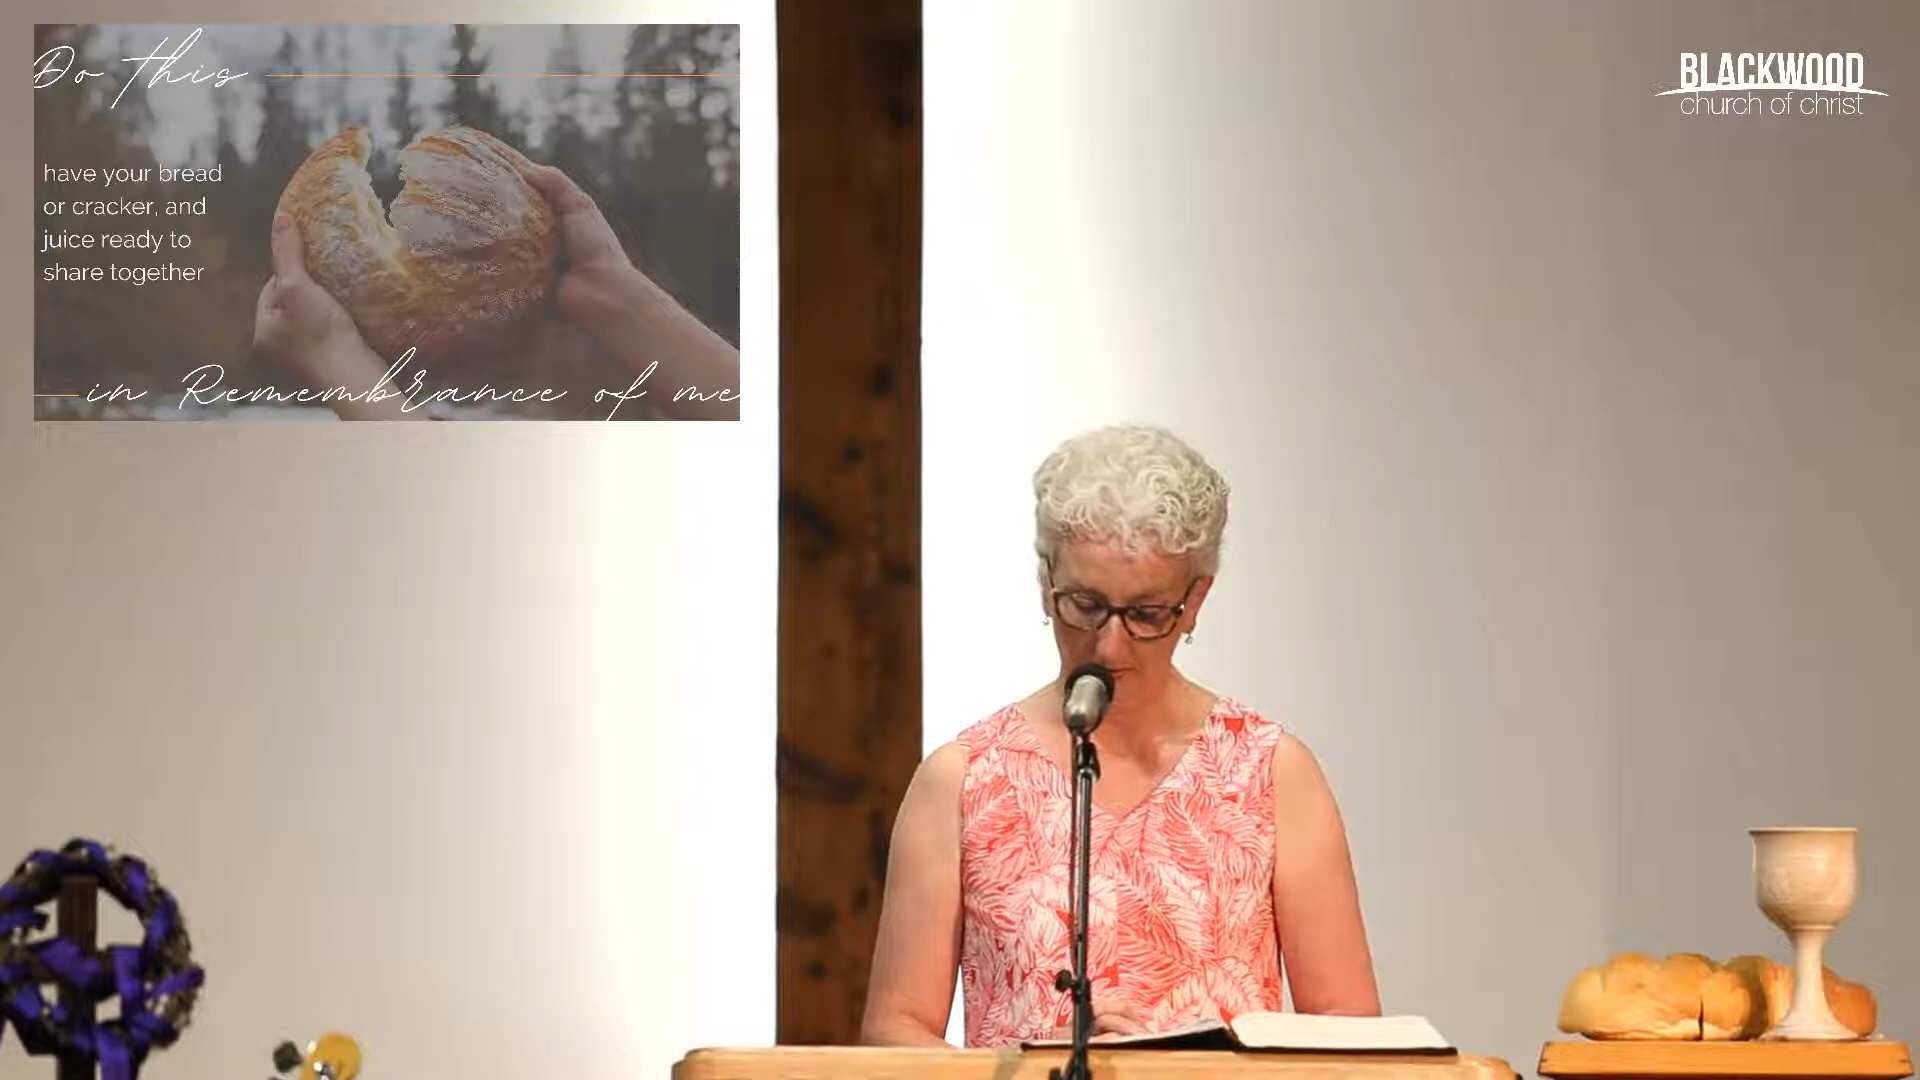 Do this
have your bread
or cracker, and
juice ready to
share together
in Remembrance of me
BLACKWOOD
church of christ